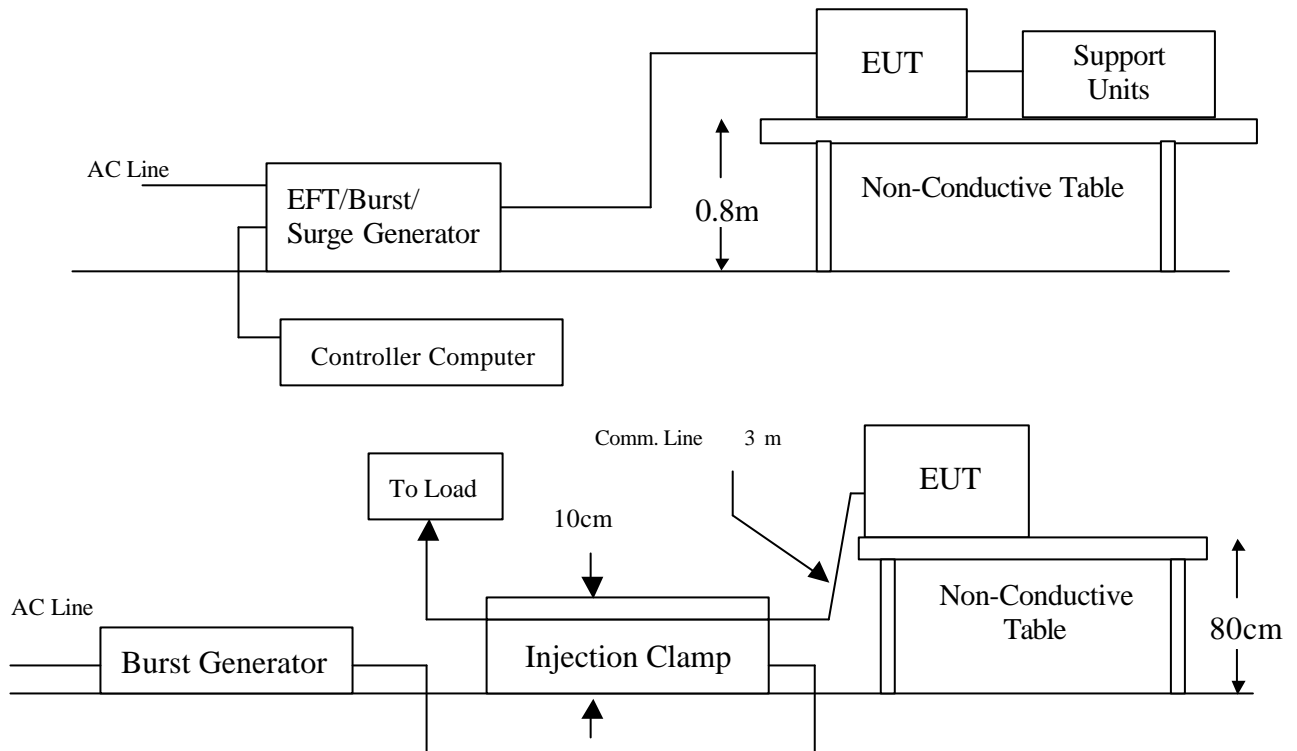 EUT
Support
Units
AC Line
EFT/Burst/
Surge Generator
0.8m
Non-Conductive Table
Controller Computer
Comm. Line 3 m
EUT
To Load
10cm
AC Line
Burst Generator
Injection Clamp
Non-Conductive
Table
80cm